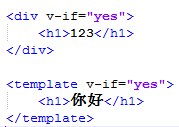 <div v-if="yes">
    <h1>123</h1>
</div>

<template v-if="yes">
    <h1>你好</h1>
</template>